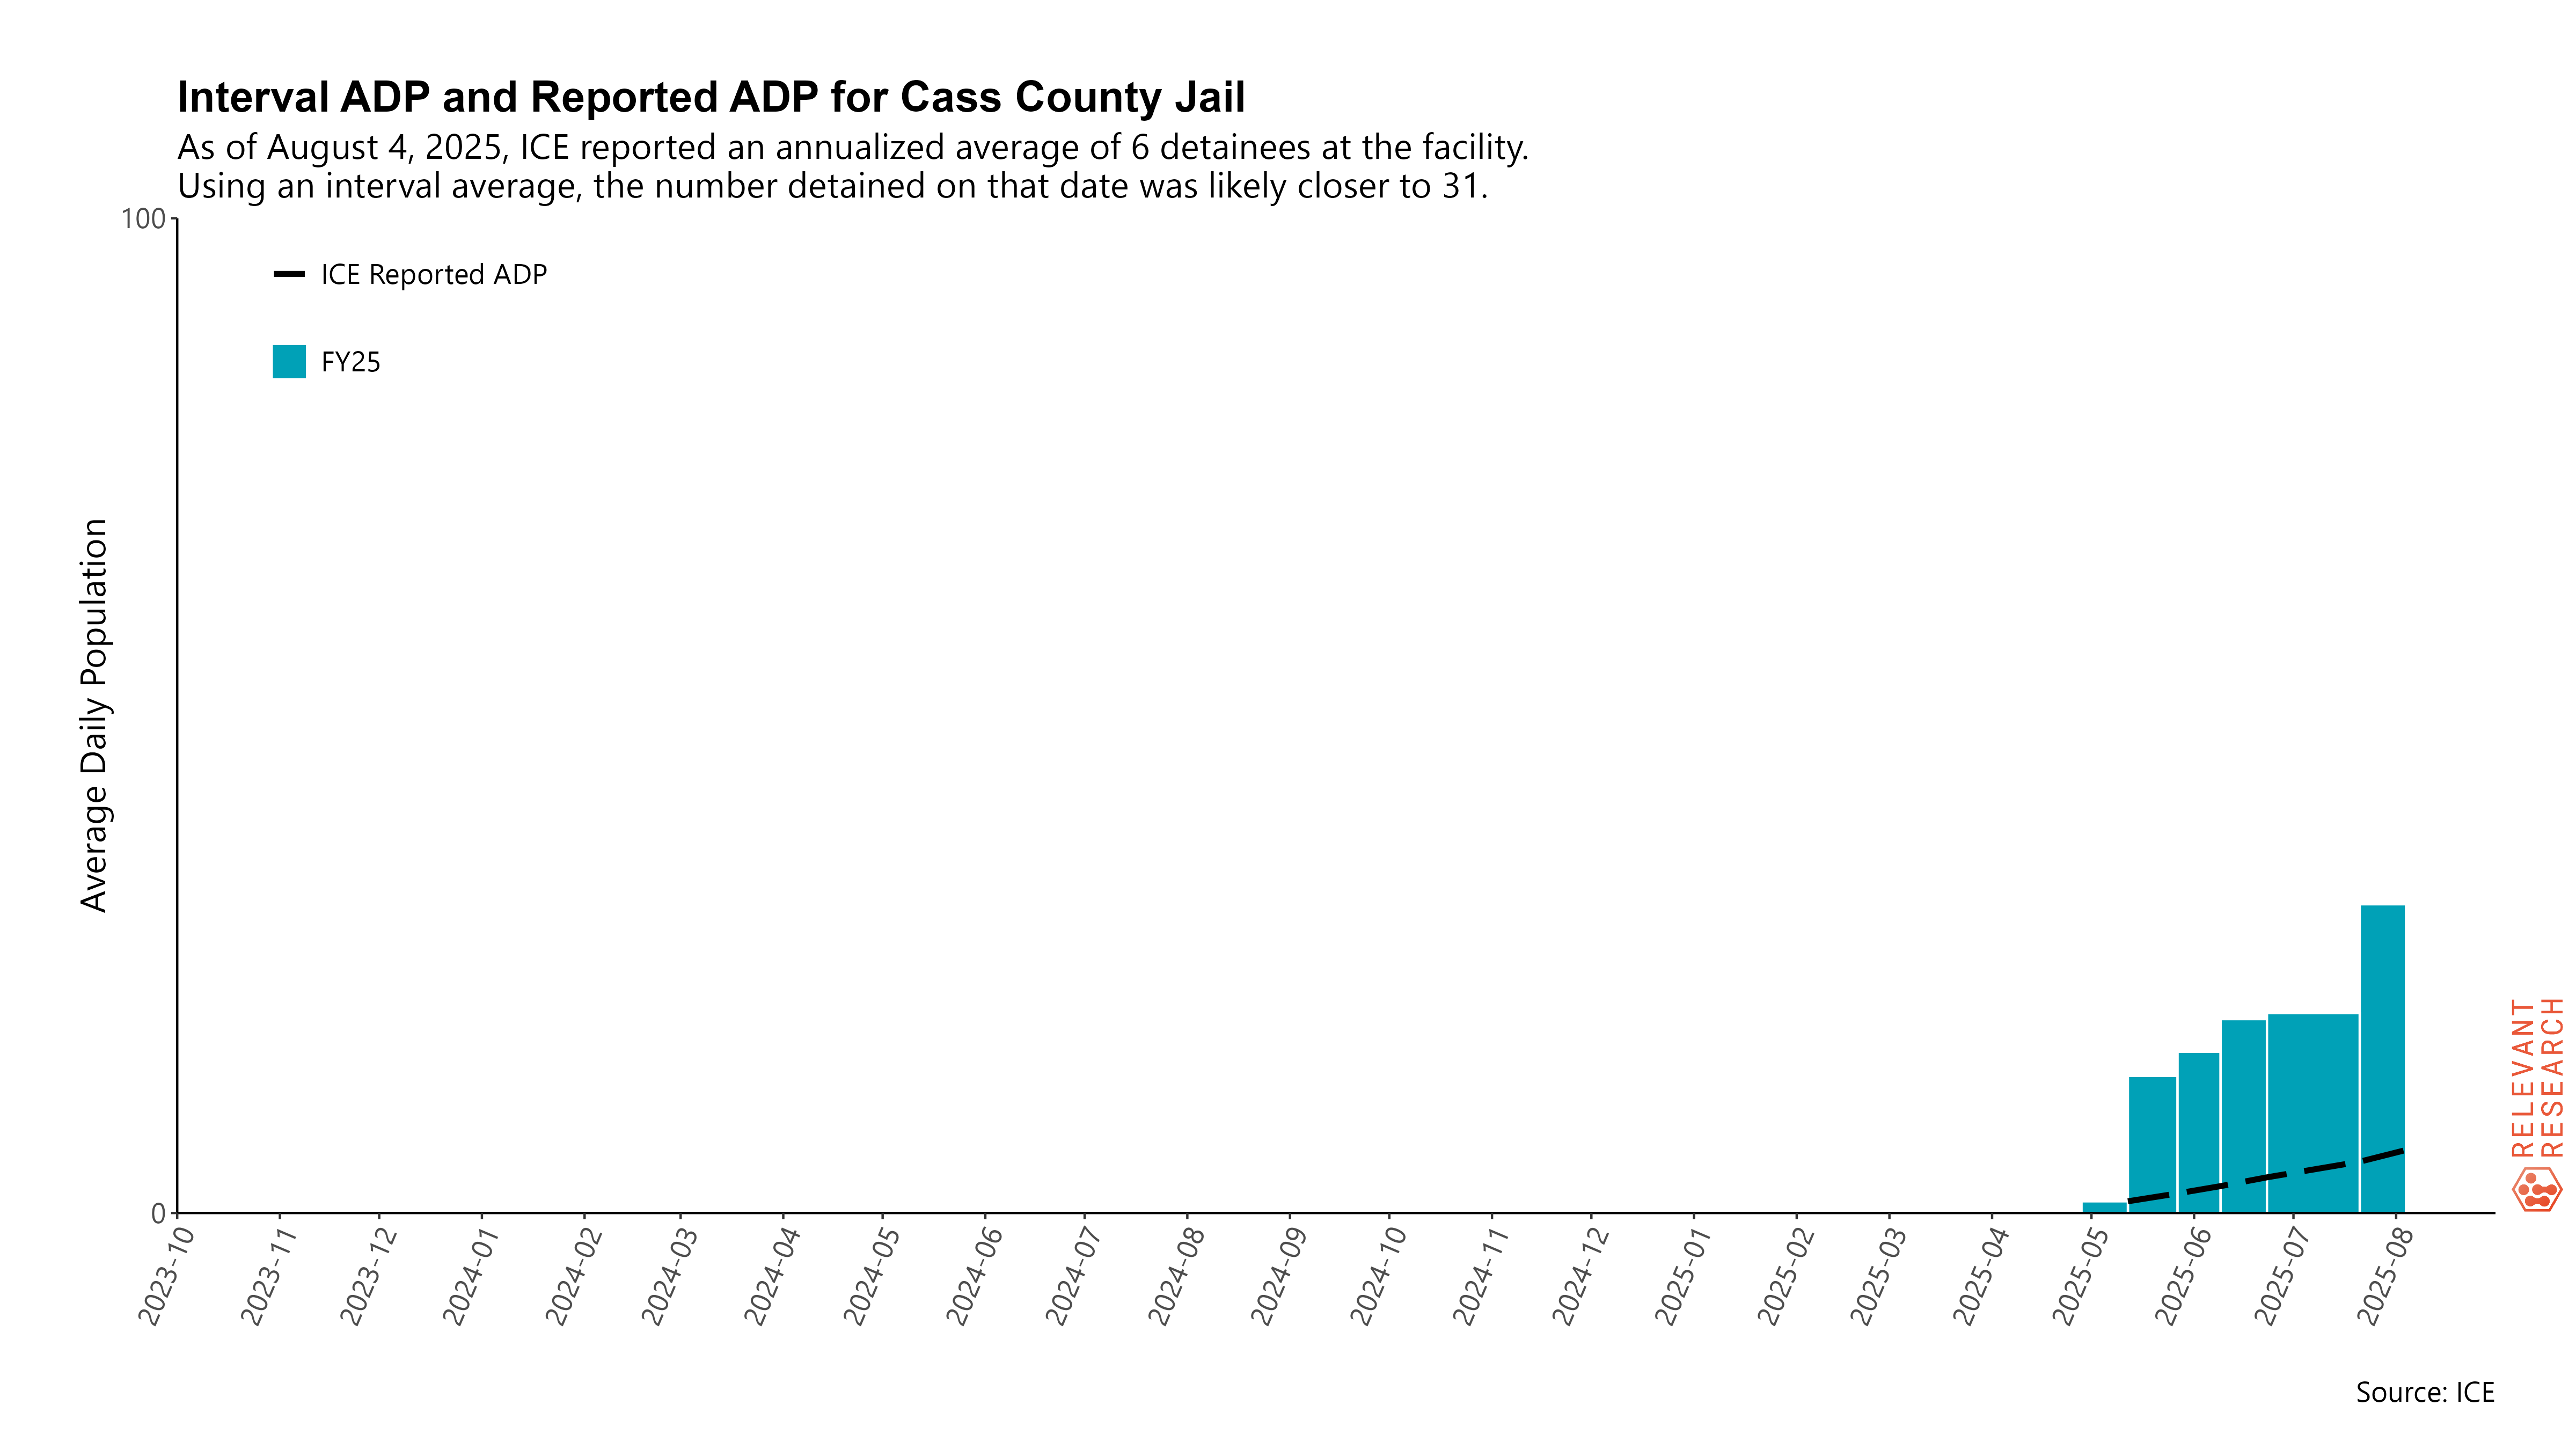 Interval ADP and Reported ADP for Cass County Jail
As of August 4, 2025, ICE reported an annualized average of 6 detainees at the facility.
Using an interval average, the number detained on that date was likely closer to 31.
100
ICE Reported ADP
FY25
Average Daily Population
0
2023-10
2023-11
2023-12
2024-01
2024-02
2024-03
2024-04
2024-05
2024-06
2024-07
2024-08
2024-09
2024-10
2024-11
2024-12
2025-01
2025-02
2025-03
2025-04
2025-05
2025-06
2025-07
2025-08
RELEVANT
RESEARCH
Source: ICE